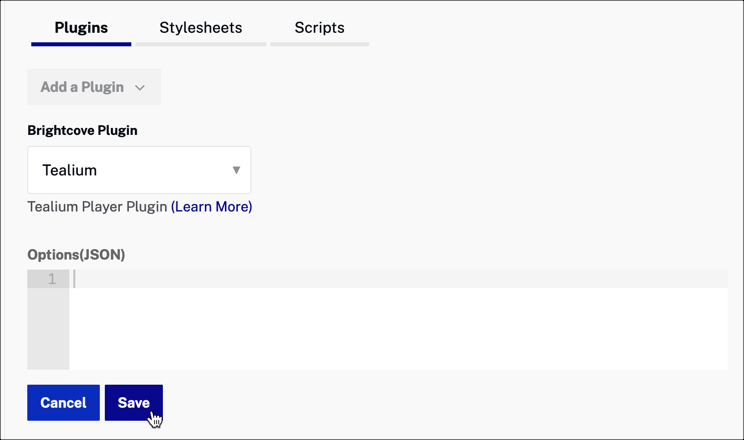 Plugins Stylesheets Scripts
Add a Plugin
Brightcove Plugin
Tealium
Tealium Player Plugin (Learn More)
Options(JSON)
1
Cancel Save